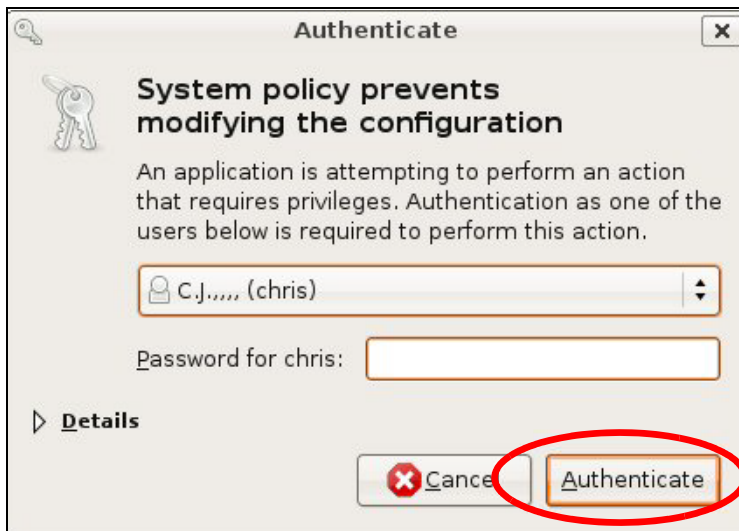 Authenticate
System policy prevents
modifying the configuration
An application is attempting to perform an action
that requires privileges. Authentication as one of the
users below is required to perform this action.
C.J.,,,, (chris)
Password for chris:
Details
Cance
Authenticate